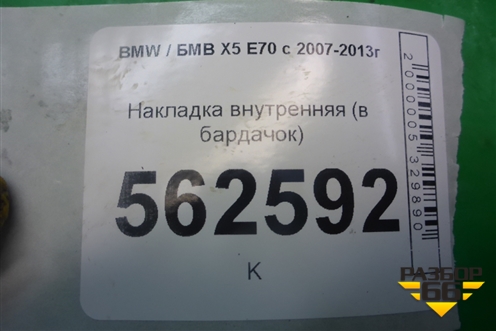 BMW / БМВ X5 E70 с 2007-2013г
Накладка внутренняя (в
бардачок)
562592
К
2000005329890
РАЗБОР
66